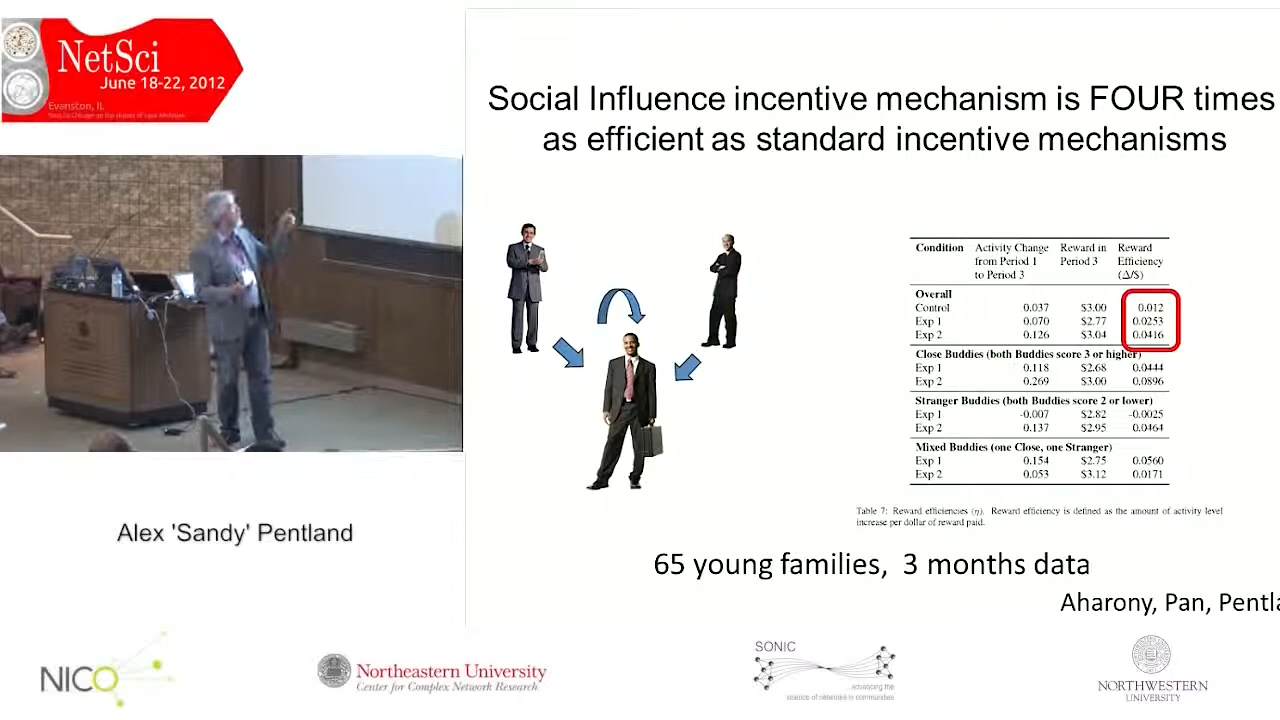 NetSci
June 18-22, 2012
Evanston, IL
Social Influence incentive mechanism is FOUR times
as efficient as standard incentive mechanisms
Condition Activity Change from Period 1 to Period 3 Reward in Period 3 Reward Efficiency (Δ/$)
Overall
Control 0.037 $3.00 0.012
Exp 1 0.070 $2.77 0.0253
Exp 2 0.126 $3.04 0.0416
Close Buddies (both Buddies score 3 or higher)
Exp 1 0.118 $2.68 0.0444
Exp 2 0.269 $3.00 0.0896
Stranger Buddies (both Buddies score 2 or lower)
Exp 1 -0.007 $2.82 -0.0025
Exp 2 0.137 $2.95 0.0464
Mixed Buddies (one Close, one Stranger)
Exp 1 0.154 $2.75 0.0560
Exp 2 0.053 $3.12 0.0171
Table 7: Reward efficiencies (η). Reward efficiency is defined as the amount of activity level
increase per dollar of reward paid.
65 young families, 3 months data
Aharony, Pan, Pentla
Alex 'Sandy' Pentland
NICO
Northeastern University
Center for Complex Network Research
SONIC
...advancing the
science of networks in communities
NORTHWESTERN
UNIVERSITY